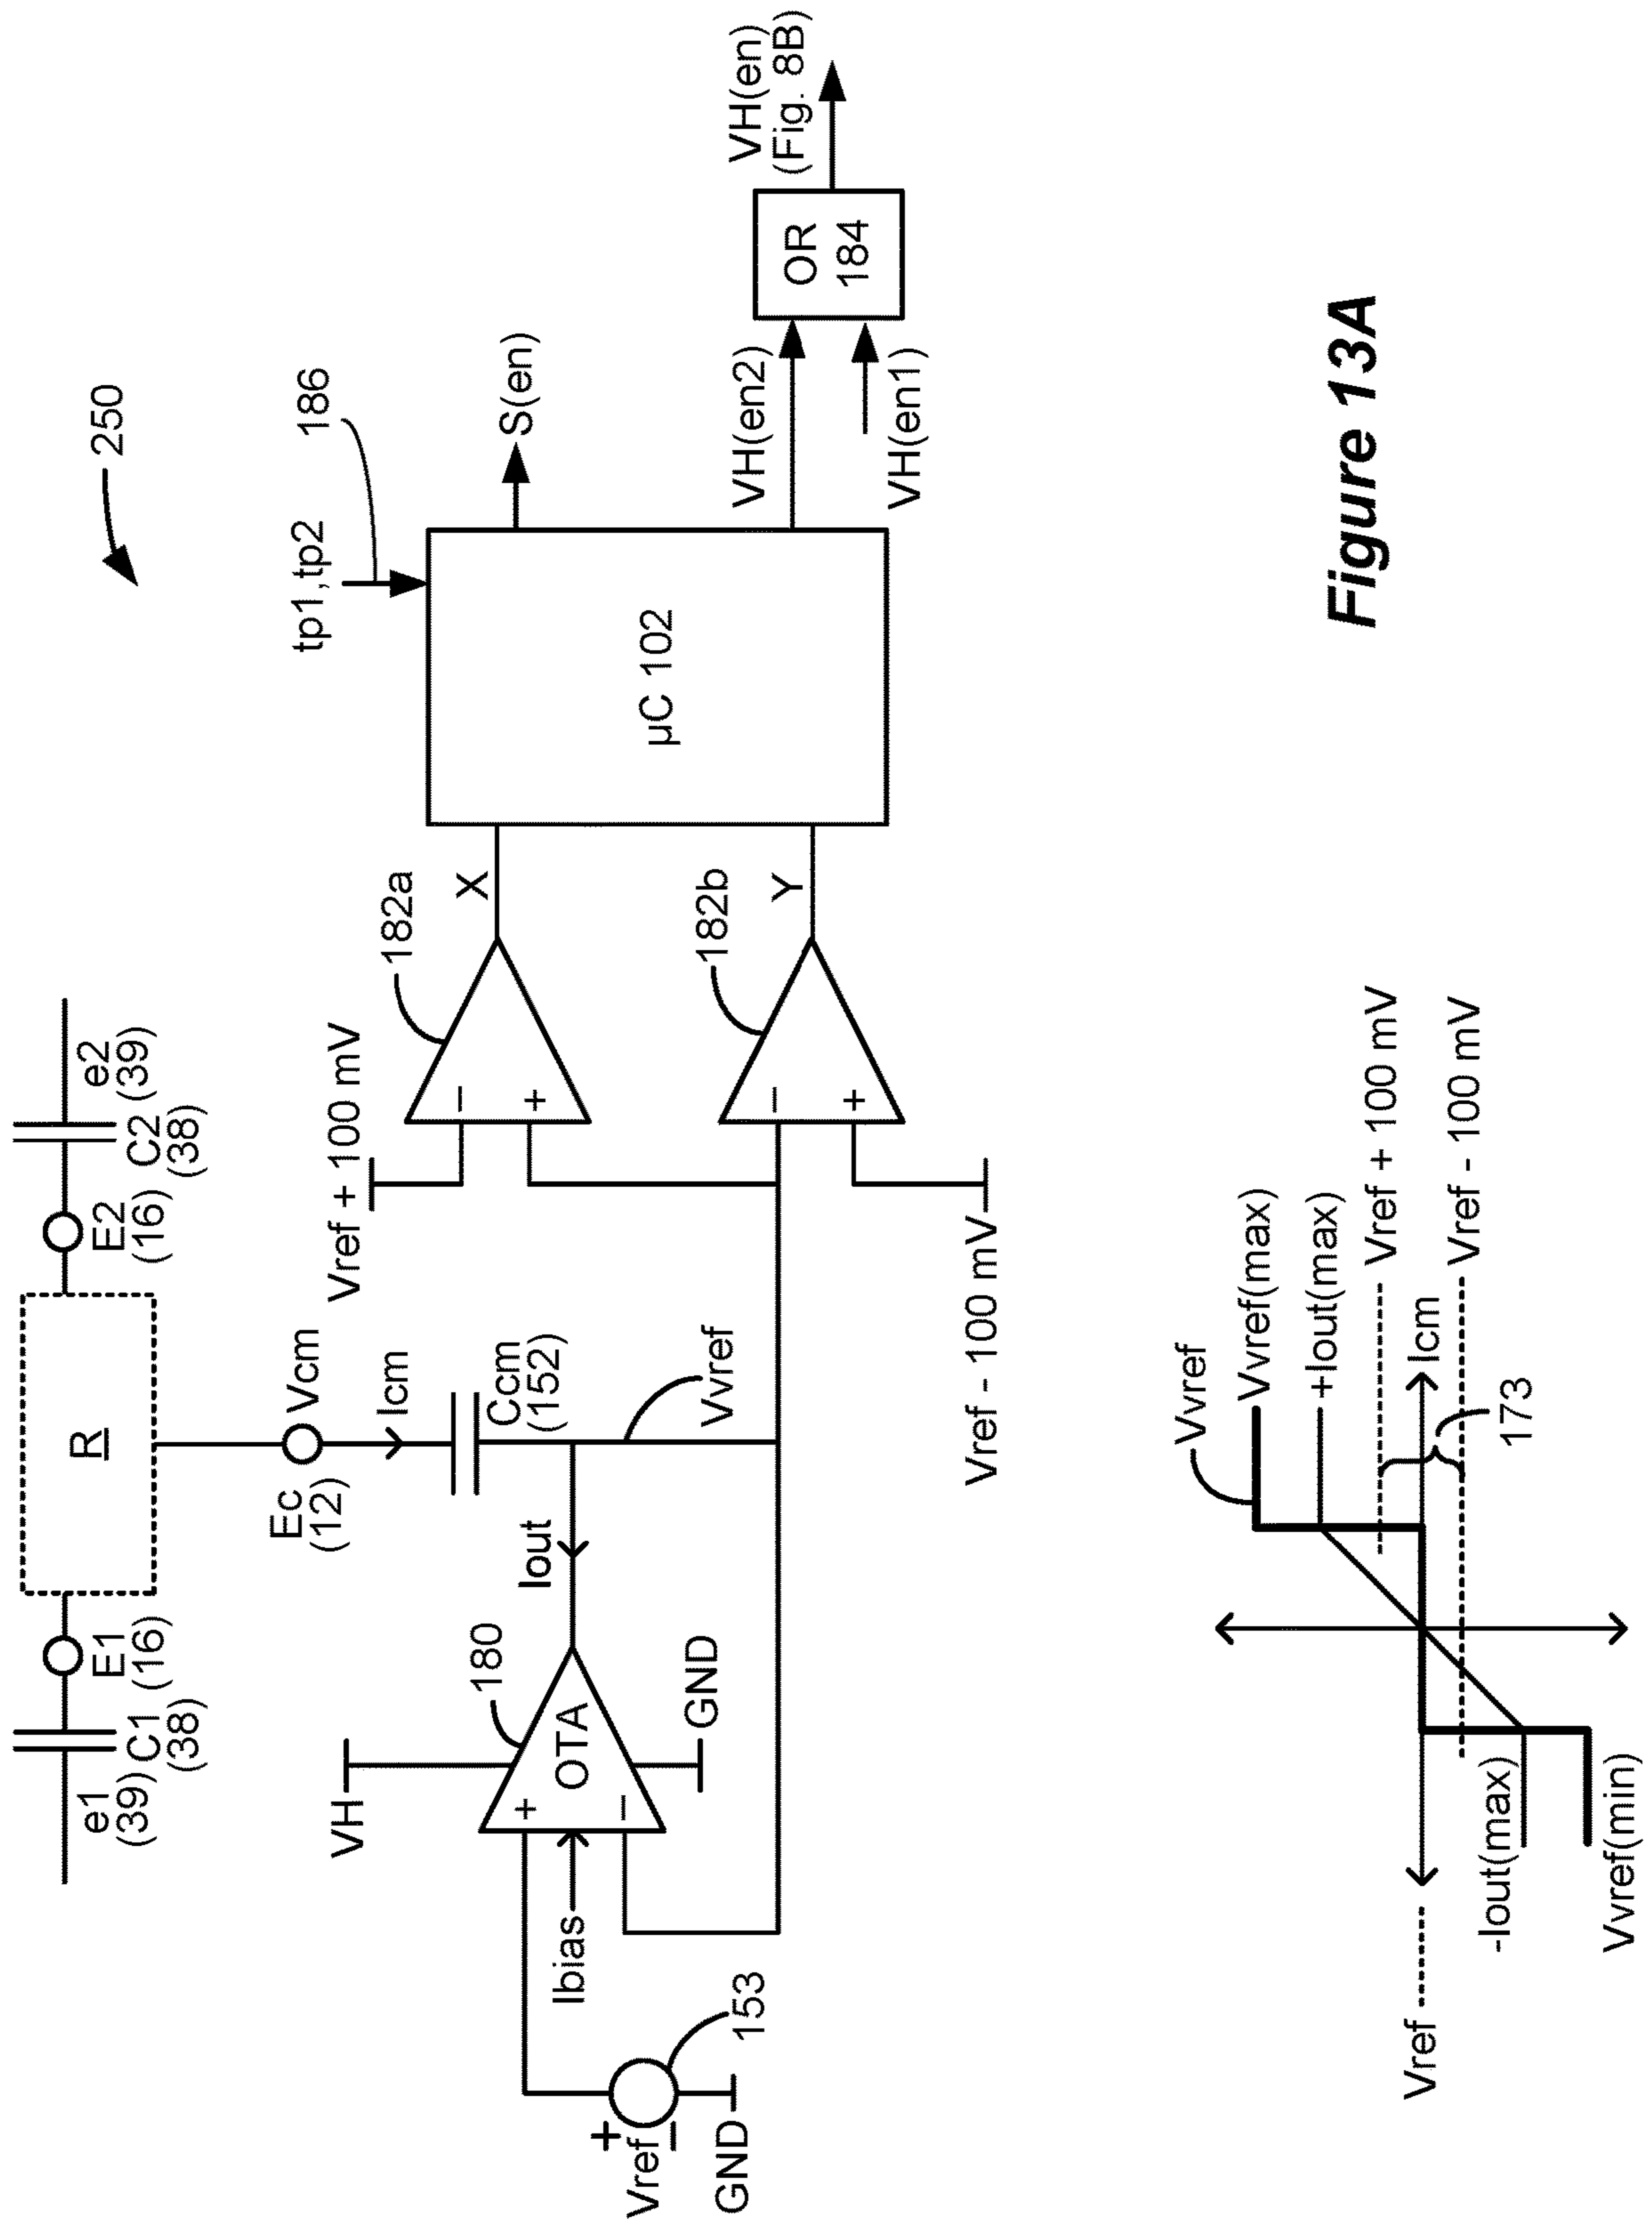 250
e1
(39)
C1
(38)
E1
(16)
R
E2
(16)
C2
(38)
e2
(39)
Ec
(12)
Vcm
Icm
Ccm
(152)
Vvref
Iout
VH
180
+
OTA
−
GND
Ibias
+
Vref
−
GND
153
Vref + 100 mV
182a
−
+
X
182b
−
+
Y
Vref - 100 mV
tp1,tp2
186
µC 102
S(en)
VH(en2)
VH(en1)
OR
184
VH(en)
(Fig. 8B)
Vvref
Vvref(max)
+Iout(max)
Vref + 100 mV
Icm
Vref - 100 mV
173
Vref
-Iout(max)
Vvref(min)
Figure 13A